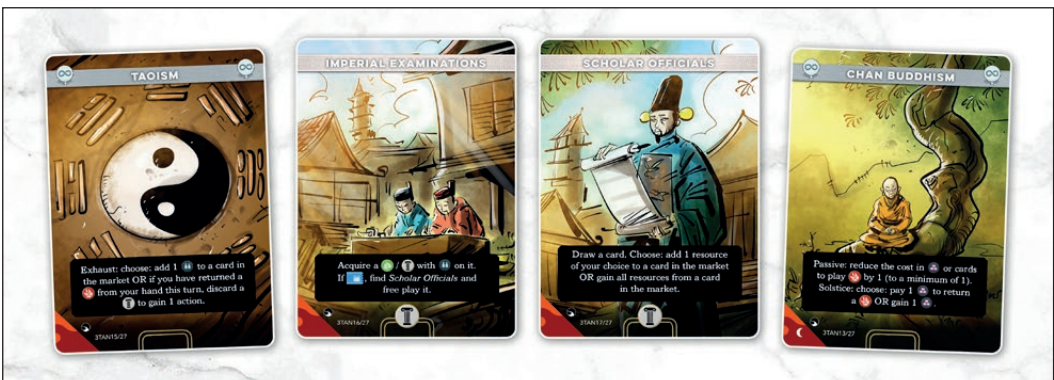 TAOISM
Exhaust: choose: add 1 to a card in
the market OR if you have returned a
from your hand this turn, discard a
to gain 1 action.
3TAN15/27
IMPERIAL EXAMINATIONS
Acquire a / with on it.
If , find Scholar Officials and
free play it.
3TAN16/27
SCHOLAR OFFICIALS
Draw a card. Choose: add 1 resource
of your choice to a card in the market
OR gain all resources from a card
in the market.
3TAN17/27
CHAN BUDDHISM
Passive: reduce the cost in or cards
to play by 1 (to a minimum of 1).
Solstice: choose: pay 1 to return
a OR gain 1 .
3TAN13/27